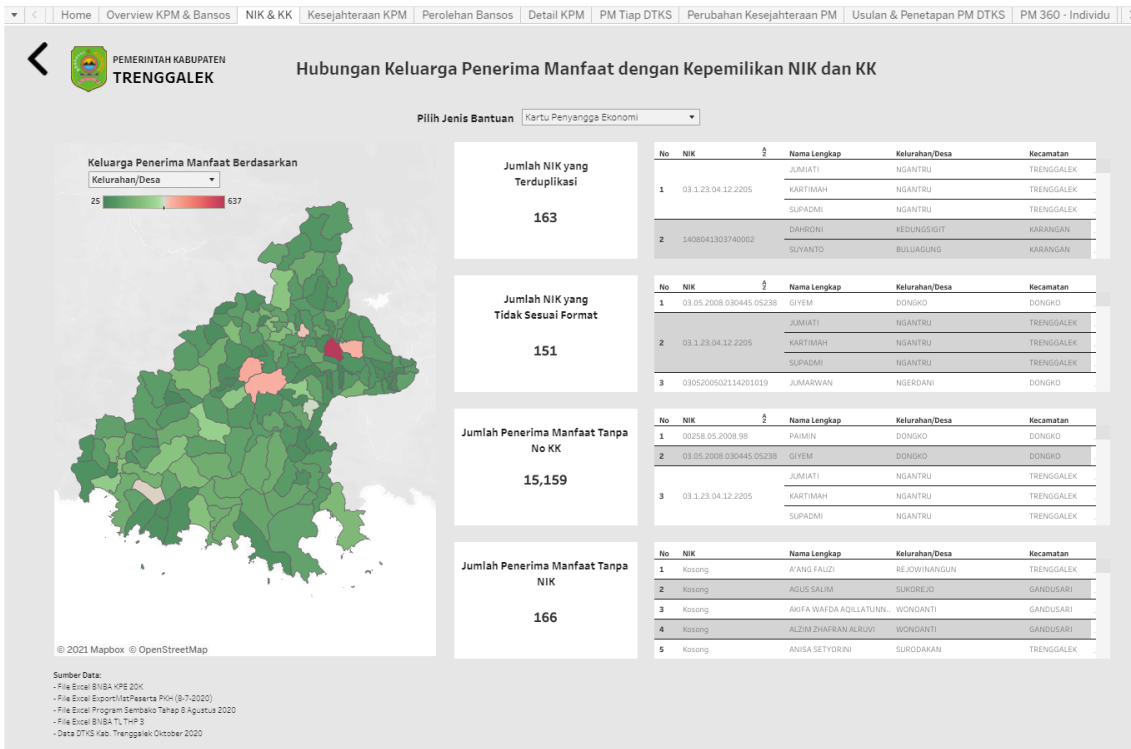 Home Overview KPM & Bansos NIK & KK Kesejahteraan KPM Perolehan Bansos Detail KPM PM Tiap DTKS Perubahan Kesejahteraan PM Usulan & Penetapan PM DTKS PM 360 - Individu
PEMERINTAH KABUPATEN
TRENGGALEK
Hubungan Keluarga Penerima Manfaat dengan Kepemilikan NIK dan KK
Pilih Jenis Bantuan Kartu Penyangga Ekonomi
Keluarga Penerima Manfaat Berdasarkan
Kelurahan/Desa
25 637
© 2021 Mapbox © OpenStreetMap
Jumlah NIK yang
Terduplikasi
163
No NIK Nama Lengkap Kelurahan/Desa Kecamatan
JUMIATI NGANTRU TRENGGALEK
1 03.1.23.04.12.2205 KARTIMAH NGANTRU TRENGGALEK
SUPADMI NGANTRU TRENGGALEK
DAHRONI KEDUNGSIGIT KARANGAN
2 1408041303740002
SUYANTO BULUAGUNG KARANGAN
Jumlah NIK yang
Tidak Sesuai Format
151
No NIK Nama Lengkap Kelurahan/Desa Kecamatan
1 03.05.2008.030445.05238 GIYEM DONGKO DONGKO
JUMIATI NGANTRU TRENGGALEK
2 03.1.23.04.12.2205 KARTIMAH NGANTRU TRENGGALEK
SUPADMI NGANTRU TRENGGALEK
3 0305200502114201019 JUMARWAN NGERDANI DONGKO
Jumlah Penerima Manfaat Tanpa
No KK
15,159
No NIK Nama Lengkap Kelurahan/Desa Kecamatan
1 00258.05.2008.98 PAIMIN DONGKO DONGKO
2 03.05.2008.030445.05238 GIYEM DONGKO DONGKO
JUMIATI NGANTRU TRENGGALEK
3 03.1.23.04.12.2205 KARTIMAH NGANTRU TRENGGALEK
SUPADMI NGANTRU TRENGGALEK
Jumlah Penerima Manfaat Tanpa
NIK
166
No NIK Nama Lengkap Kelurahan/Desa Kecamatan
1 Kosong A'ANG FAUZI REJOWINANGUN TRENGGALEK
2 Kosong AGUS SALIM SUKOREJO GANDUSARI
3 Kosong AKIFA WAFDA AQILLATUNN.. WONOANTI GANDUSARI
4 Kosong ALZIM ZHAFRAN ALRUVI WONOANTI GANDUSARI
5 Kosong ANISA SETYORINI SURODAKAN TRENGGALEK
Sumber Data:
- File Excel BNBA KPE 20K
- File Excel ExportMstPeserta PKH (8-7-2020)
- File Excel Program Sembako Tahap 8 Agustus 2020
- File Excel BNBA TL THP 3
- Data DTKS Kab. Trenggalek Oktober 2020